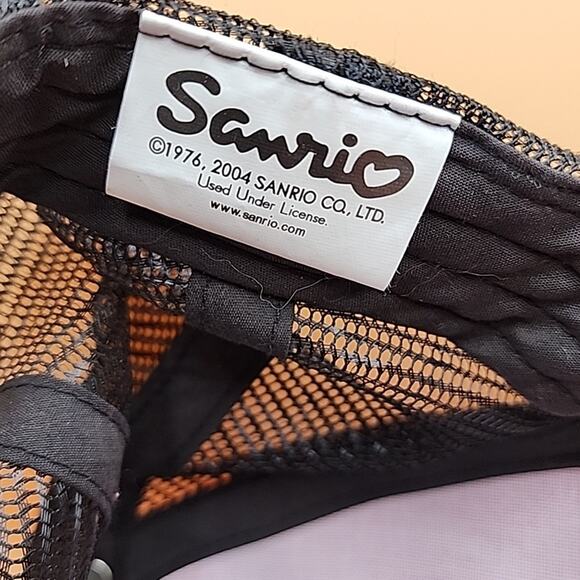 Sanrio
©1976, 2004 SANRIO CO., LTD.
Used Under License.
www.sanrio.com